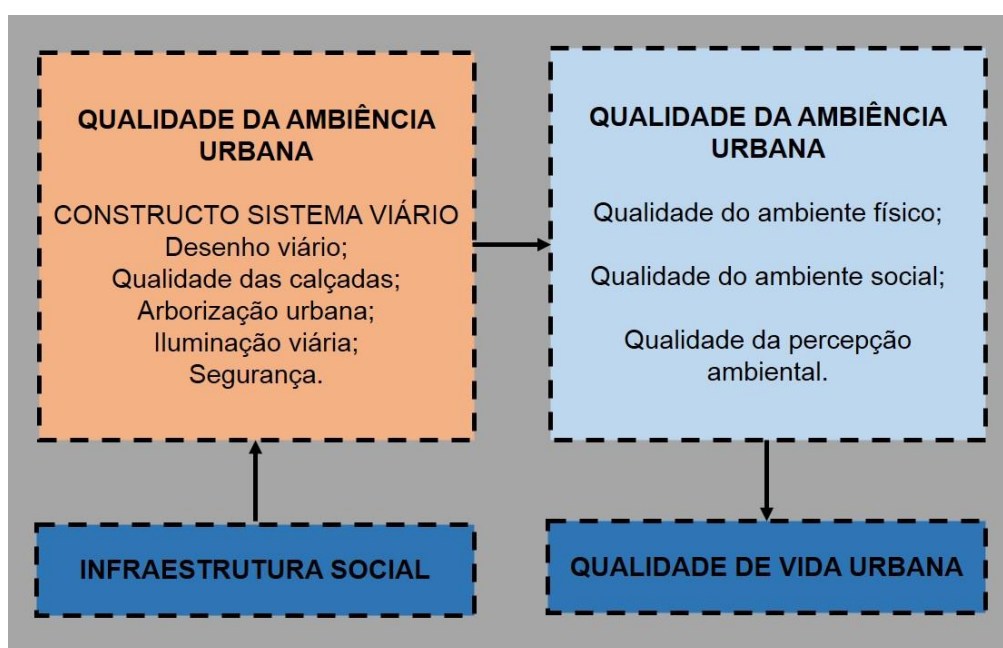 QUALIDADE DA AMBIÊNCIA
URBANA
CONSTRUCTO SISTEMA VIÁRIO
Desenho viário;
Qualidade das calçadas;
Arborização urbana;
Iluminação viária;
Segurança.
INFRAESTRUTURA SOCIAL
QUALIDADE DA AMBIÊNCIA
URBANA
Qualidade do ambiente físico;
Qualidade do ambiente social;
Qualidade da percepção
ambiental.
QUALIDADE DE VIDA URBANA